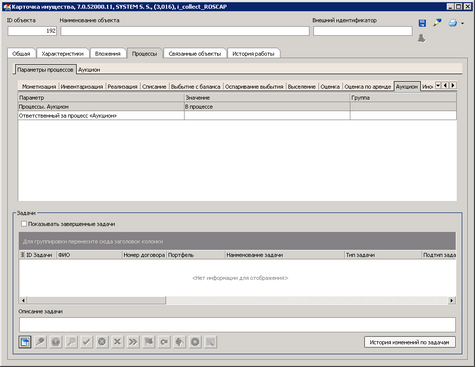 Карточка имущества, 7.0.52000.11, SYSTEM S. S., (3,016), i_collect_ROSCAP
ID объекта Наименование объекта Внешний идентификатор
192
Общая Характеристики Вложения Процессы Связанные объекты История работы
Параметры процессов Аукцион
Монетизация Инвентаризация Реализация Списание Выбытие с баланса Оспаривание выбытия Выселение Оценка Оценка по аренде Аукцион Инок
Параметр Значение Группа
Процессы. Аукцион В процессе
Ответственный за процесс «Аукцион»
Задачи
Показывать завершенные задачи
Для группировки перенесите сюда заголовок колонки
ID Задачи ФИО Номер договора Портфель Наименование задачи Тип задачи Подтип зада
<Нет информации для отображения>
Описание задачи
История изменений по задачам